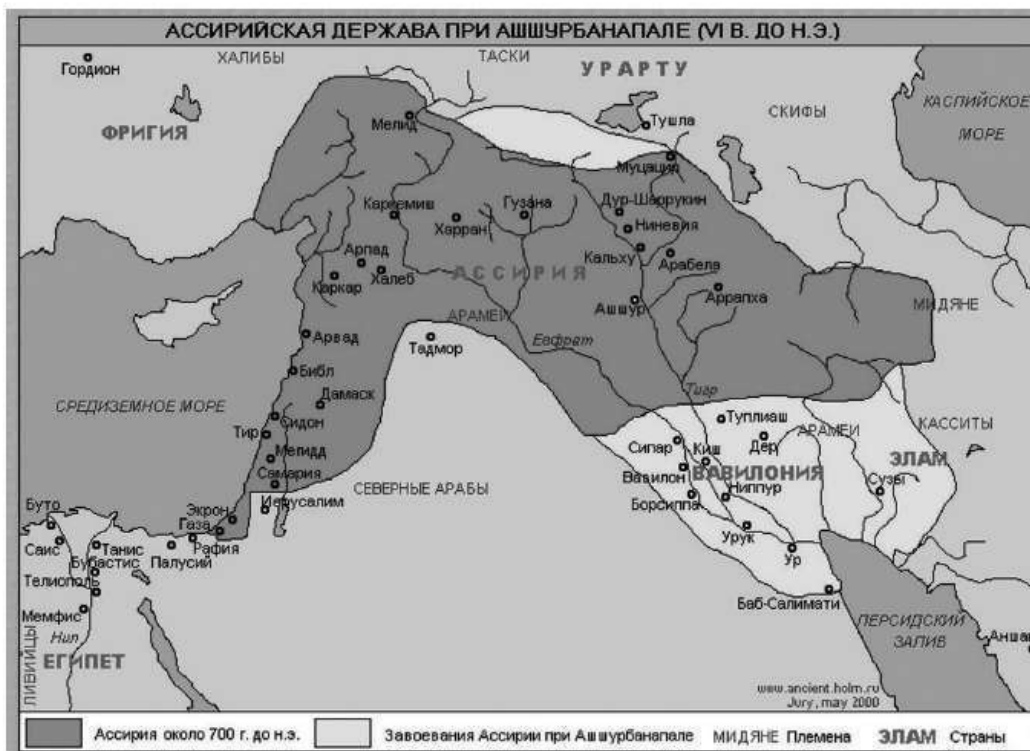 АССИРИЙСКАЯ ДЕРЖАВА ПРИ АШШУРБАНАПАЛЕ (VI В. ДО Н.Э.)
ХАЛИБЫ
ТАСКИ
Гордион
УРАРТУ
КАСПИЙСКОЕ
МОРЕ
СКИФЫ
Мелид
Тушпа
ФРИГИЯ
Муцацид
Каркемиш
Гузана
Дур-Шаррукин
Харран
Ниневия
Арпад
Кальху
Халеб
АССИРИЯ
Арабела
Каркар
Аррапха
Ашшур
МИДЯНЕ
АРАМЕИ
Арвад
Тадмор
Евфрат
Библ
Тигр
Дамаск
СРЕДИЗЕМНОЕ МОРЕ
Сидон
Туплиаш
АРАМЕИ
КАССИТЫ
Тир
Сипар
Киш
Дер
Мегидд
ЭЛАМ
Самария
Вавилон
ВАВИЛОНИЯ
Сузы
СЕВЕРНЫЕ АРАБЫ
Борсиппа
Ниппур
Буто
Иерусалим
Экрон
Газа
Урук
Саис
Танис
Палусий
Рафия
Ур
Бубастис
Телиополь
Баб-Салимати
Мемфис
ПЕРСИДСКИЙ
ЗАЛИВ
Нил
Аншан
ЕГИПЕТ
ЛИВИЙЦЫ
www.ancient.holm.ru
Jury, may 2000
Ассирия около 700 г. до н.э.
Завоевания Ассирии при Ашшурбанапале
МИДЯНЕ Племена
ЭЛАМ Страны